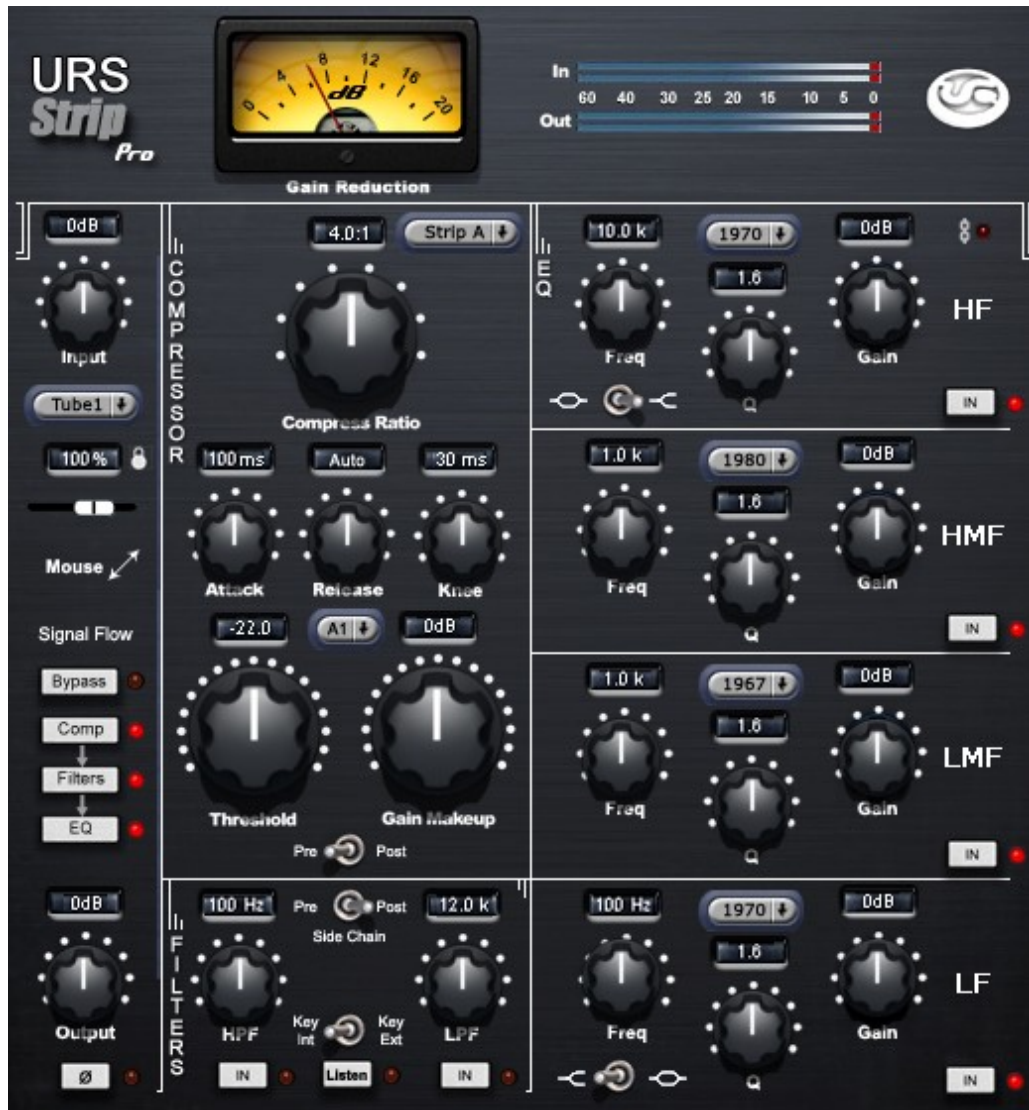 URS
Strip
Pro
0 4 8 12 16 20
dB
Gain Reduction
In
60 40 30 25 20 15 10 5 0
Out
0dB
Input
Tube1
100%
Mouse
Signal Flow
Bypass
Comp
Filters
EQ
0dB
Output
Ø
COMPRESSOR
4.0:1
Strip A
Compress Ratio
100 ms
Auto
30 ms
Attack
Release
Knee
-22.0
A1
0dB
Threshold
Gain Makeup
Pre
Post
FILTERS
100 Hz
Pre
Post
12.0 k
Side Chain
HPF
Key Int
Key Ext
LPF
IN
Listen
IN
EQ
10.0 k
1970
0dB
1.6
HF
Freq
Gain
Q
IN
1.0 k
1980
0dB
1.6
HMF
Freq
Gain
Q
IN
1.0 k
1967
0dB
1.6
LMF
Freq
Gain
Q
IN
100 Hz
1970
0dB
1.6
LF
Freq
Gain
Q
IN